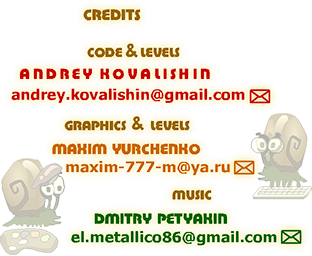 CREDITS
CODE & LEVELS
ANDREY KOVALISHIN
andrey.kovalishin@gmail.com
GRAPHICS & LEVELS
MAXIM YURCHENKO
maxim-777-m@ya.ru
MUSIC
DMITRY PETYAKIN
el.metallico86@gmail.com